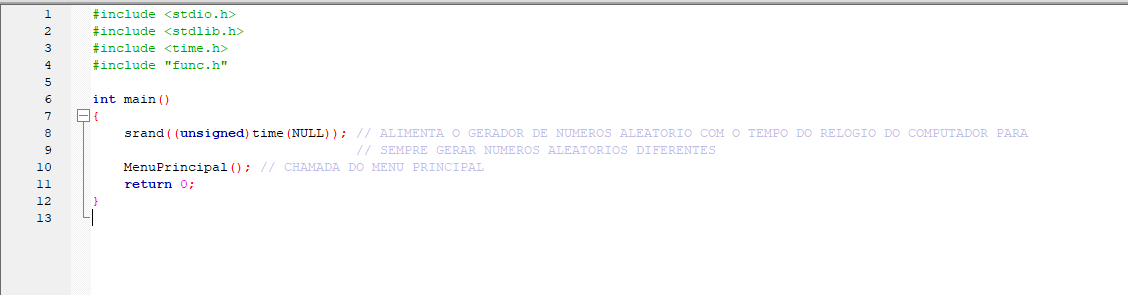 1 #include <stdio.h>
2 #include <stdlib.h>
3 #include <time.h>
4 #include "func.h"
5
6 int main()
7 {
8 srand((unsigned)time(NULL)); // ALIMENTA O GERADOR DE NUMEROS ALEATORIO COM O TEMPO DO RELOGIO DO COMPUTADOR PARA
9 // SEMPRE GERAR NUMEROS ALEATORIOS DIFERENTES
10 MenuPrincipal(); // CHAMADA DO MENU PRINCIPAL
11 return 0;
12 }
13